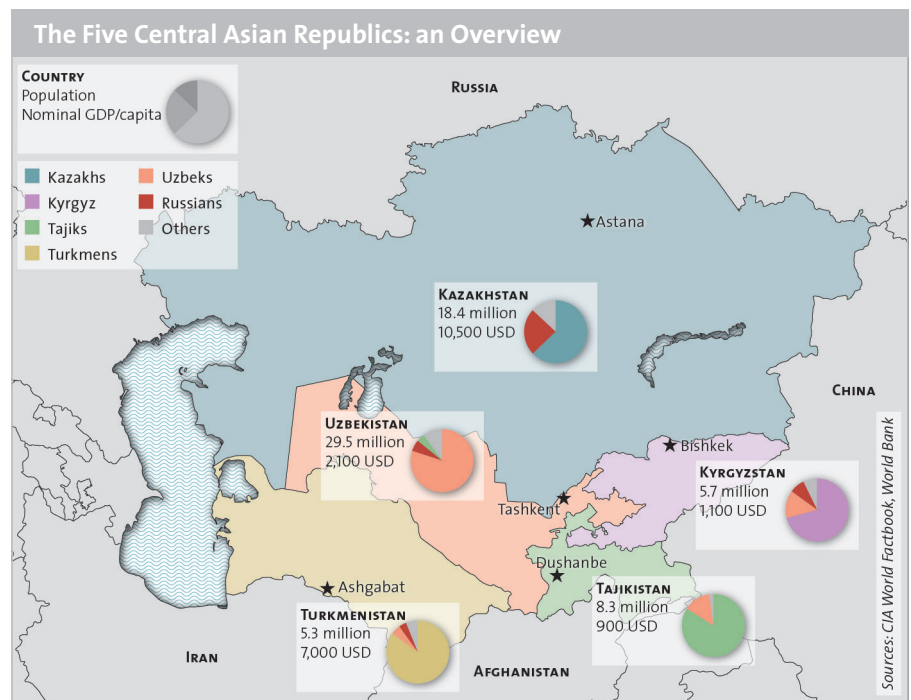 The Five Central Asian Republics: an Overview
COUNTRY
Population
Nominal GDP/capita
Kazakhs
Kyrgyz
Tajiks
Turkmens
Uzbeks
Russians
Others
RUSSIA
Astana
KAZAKHSTAN
18.4 million
10,500 USD
CHINA
UZBEKISTAN
29.5 million
2,100 USD
Bishkek
KYRGYZSTAN
5.7 million
1,100 USD
Tashkent
Dushanbe
TAJIKISTAN
8.3 million
900 USD
Ashgabat
TURKMENISTAN
5.3 million
7,000 USD
IRAN
AFGHANISTAN
Sources: CIA World Factbook, World Bank